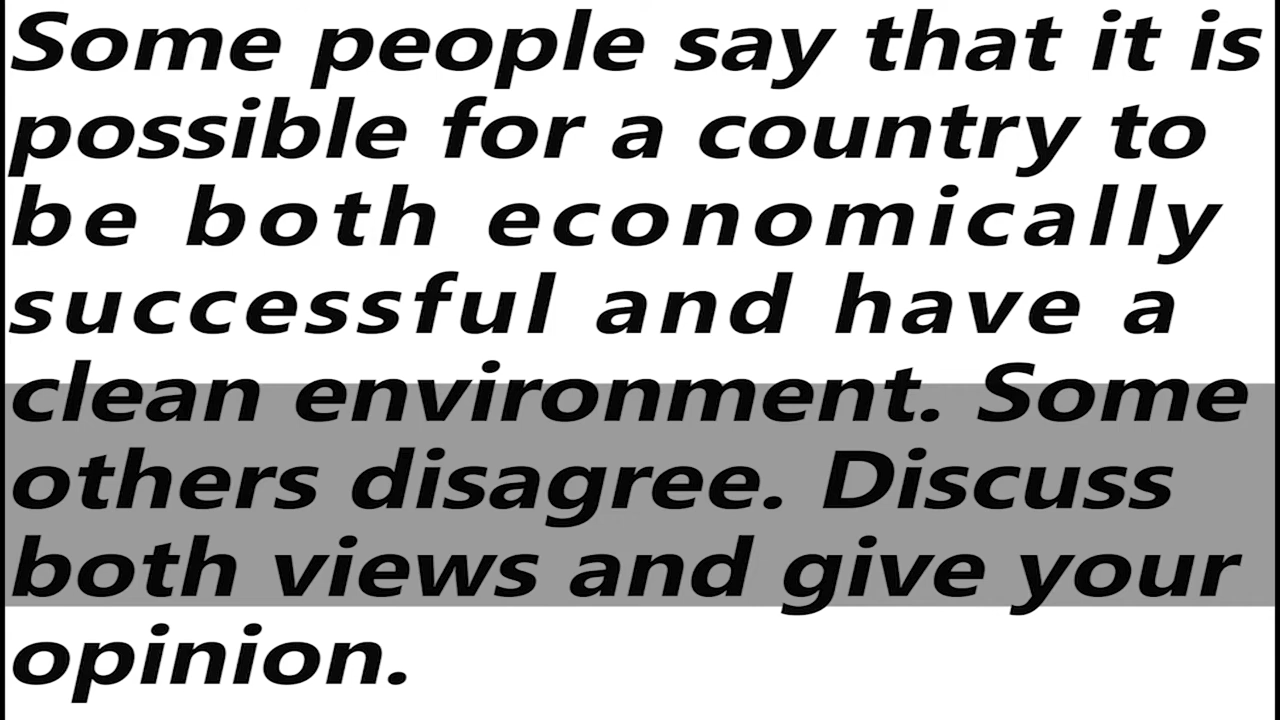 Some people say that it is
possible for a country to
be both economically
successful and have a
clean environment. Some
others disagree. Discuss
both views and give your
opinion.